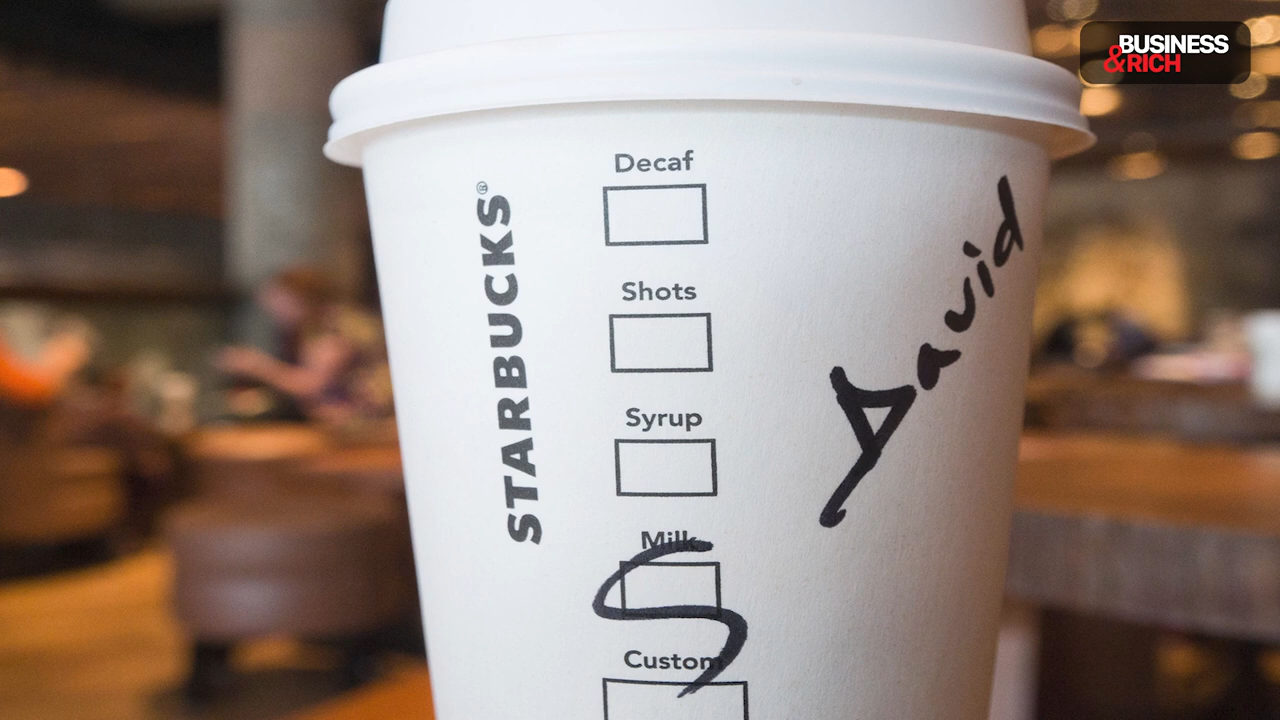 BUSINESS
&RICH
STARBUCKS®
Decaf
Shots
Syrup
Milk
S
Custom
David